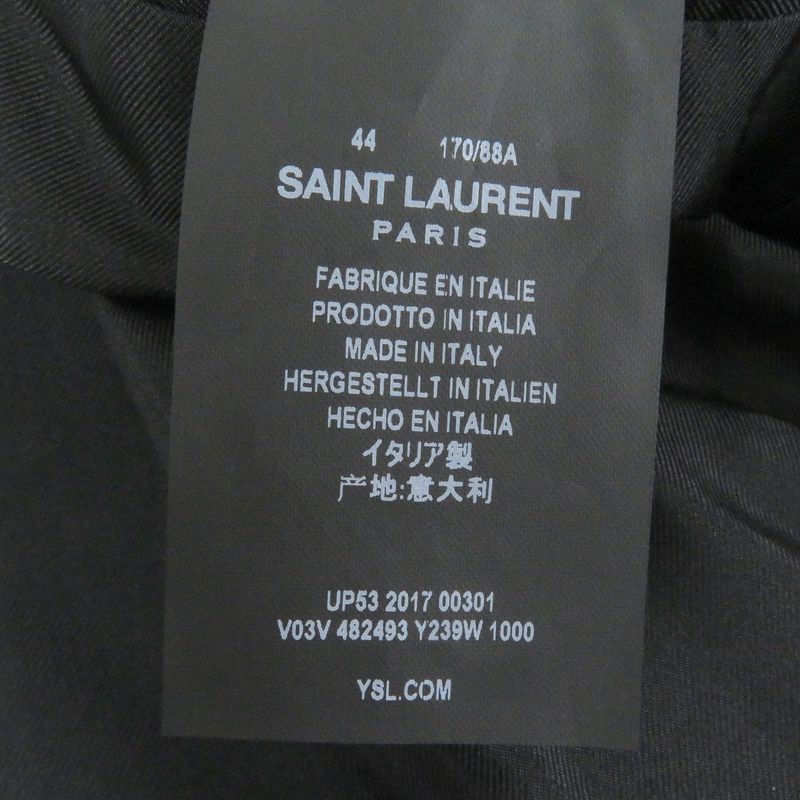 44 170/88A
SAINT LAURENT
PARIS
FABRIQUE EN ITALIE
PRODOTTO IN ITALIA
MADE IN ITALY
HERGESTELLT IN ITALIEN
HECHO EN ITALIA
イタリア製
产地:意大利
UP53 2017 00301
V03V 482493 Y239W 1000
YSL.COM